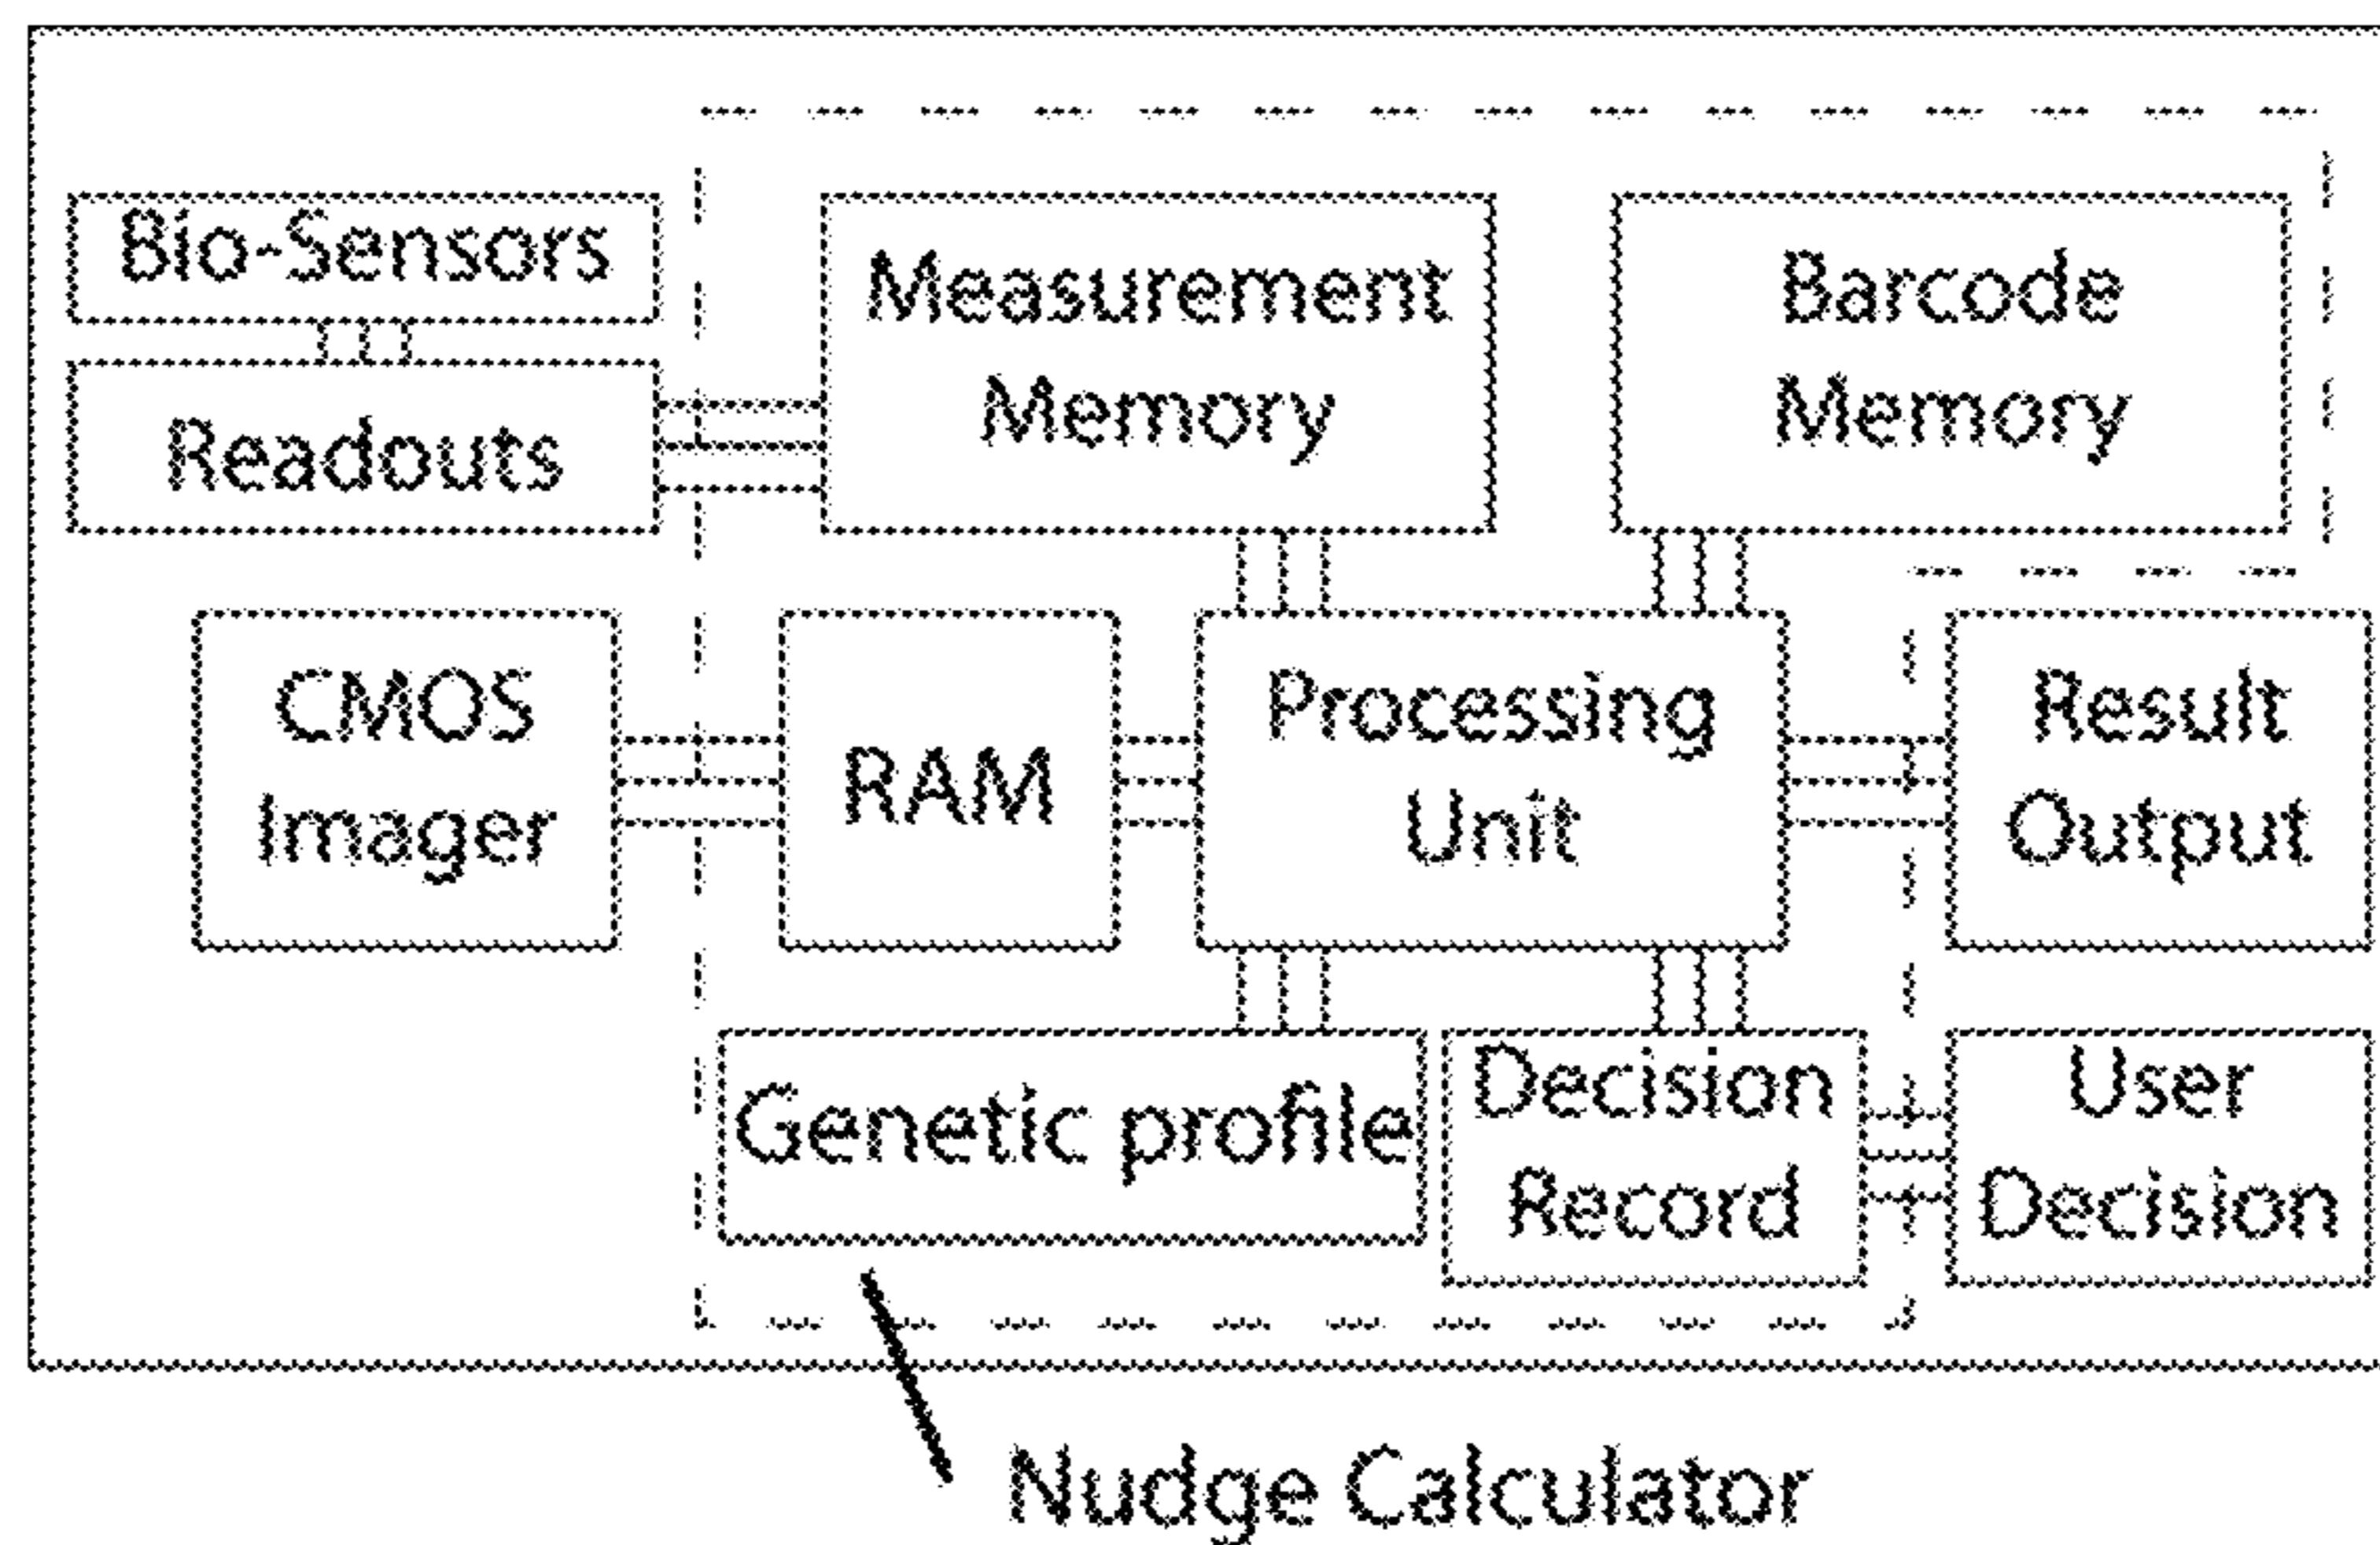 Bio-Sensors
Readouts
Measurement
Memory
Barcode
Memory
CMOS
Imager
RAM
Processing
Unit
Result
Output
Genetic profile
Decision
Record
User
Decision
Nudge Calculator